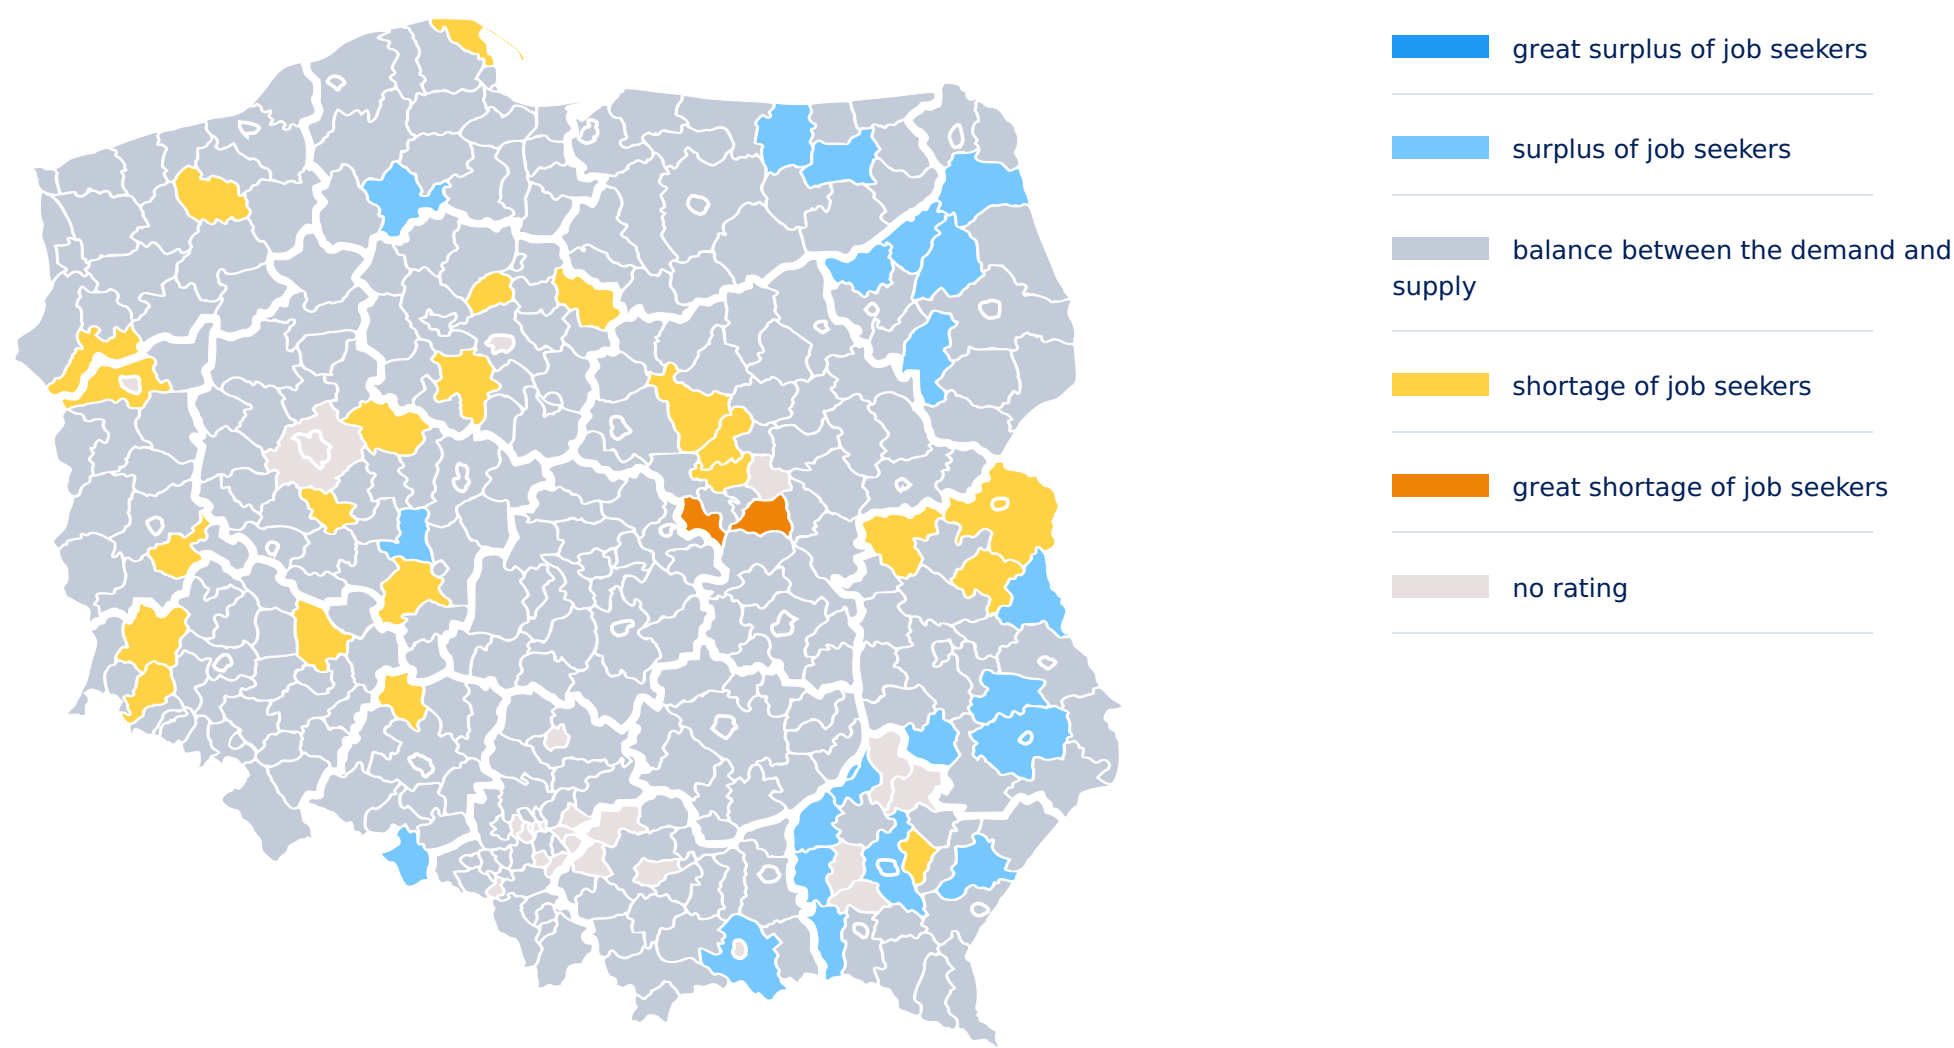 great surplus of job seekers
surplus of job seekers
balance between the demand and
supply
shortage of job seekers
great shortage of job seekers
no rating